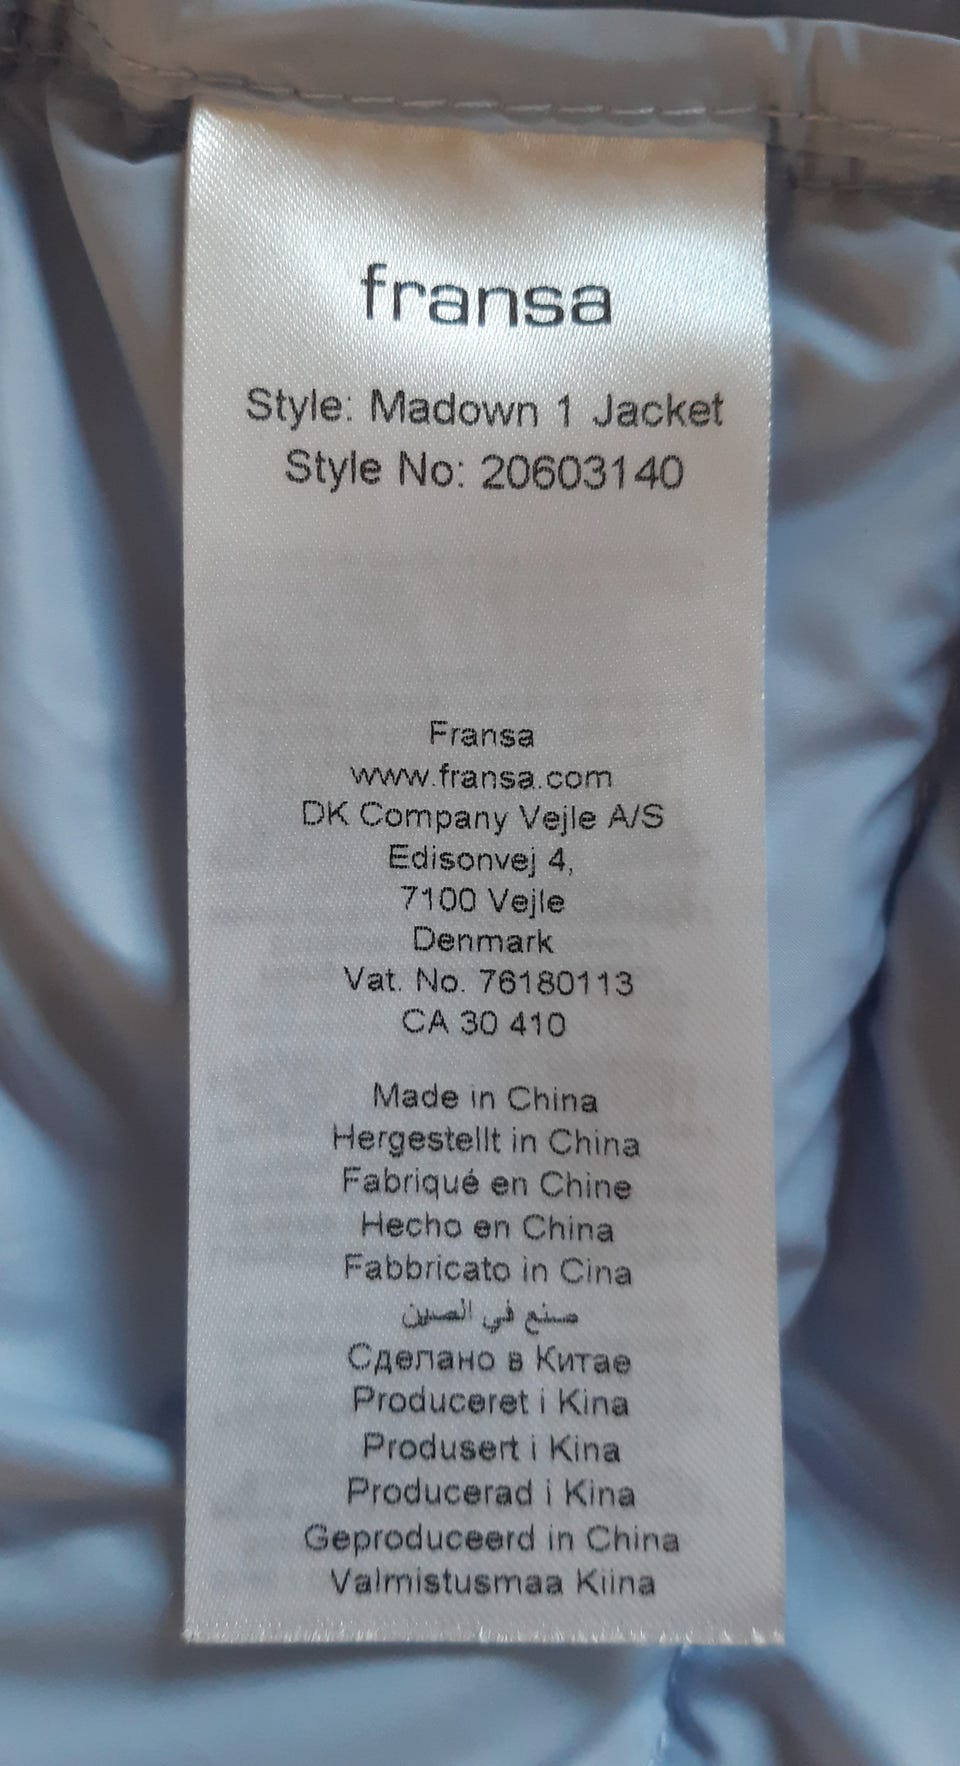 fransa
Style: Madown 1 Jacket
Style No: 20603140
Fransa
www.fransa.com
DK Company Vejle A/S
Edisonvej 4,
7100 Vejle
Denmark
Vat. No. 76180113
CA 30 410
Made in China
Hergestellt in China
Fabriqué en Chine
Hecho en China
Fabbricato in Cina
صنع في الصين
Сделано в Китае
Produceret i Kina
Produsert i Kina
Producerad i Kina
Geproduceerd in China
Valmistusmaa Kiina